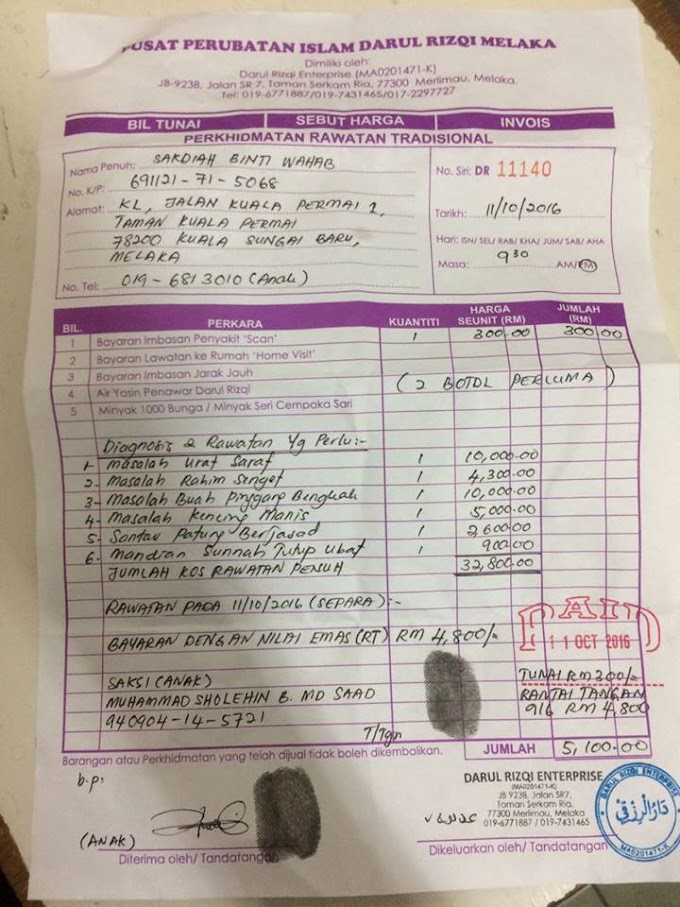 PUSAT PERUBATAN ISLAM DARUL RIZQI MELAKA
Dimiliki oleh:
Darul Rizqi Enterprise (MA0201471-K)
JB-9238, Jalan SR 7, Taman Serkam Ria, 77300 Merlimau, Melaka.
Tel: 019-6771887/019-7431465/017-2297727
BIL TUNAI SEBUT HARGA INVOIS
PERKHIDMATAN RAWATAN TRADISIONAL
Nama Penuh: SAKDIAH BINTI WAHAB
No. K/P: 691121-71-5068
Alamat: KL, JALAN KUALA PERMAI 2,
TAMAN KUALA PERMAI
78200 KUALA SUNGAI BARU,
MELAKA
No. Tel: 019-681 3010 (Anak)
No. Siri: DR 11140
Tarikh: 11/10/2016
Hari: ISN/ SEL/ RAB/ KHA/ JUM/ SAB/ AHA
Masa: 930 AM/PM
BIL. PERKARA KUANTITI HARGA SEUNIT (RM) JUMLAH (RM)
1 Bayaran Imbasan Penyakit 'Scan' 1 300.00 300.00
2 Bayaran Lawatan ke Rumah 'Home Visit'
3 Bayaran Imbasan Jarak Jauh
4 Air Yasin Penawar Darul Rizqi (2 BOTOL PERCUMA)
5 Minyak 1000 Bunga / Minyak Seri Cempaka Sari
Diagnosis & Rawatan Yg Perlu:-
1- Masalah Urat Saraf 1 10,000.00
2- Masalah Rahim Senget 1 4,300.00
3- Masalah Buah Pinggang Bengkak 1 10,000.00
4- Masalah Kencing Manis 1 5,000.00
5- Santau Patung Berjasad 1 2,600.00
6- Mandian Sunnah Tutup Ubat 1 900.00
JUMLAH KOS RAWATAN PENUH 32,800.00
RAWATAN PADA 11/10/2016 (SEPARA):-
BAYARAN DENGAN NILAI EMAS (RT) RM 4,800/-
PAID
11 OCT 2016
SAKSI (ANAK)
MUHAMMAD SHOLEHIN B. MD SAAD
940904-14-5721
TUNAI RM 300/-
RANTAI TANGAN
916 RM 4,800
T/Tgn
Barangan atau Perkhidmatan yang telah dijual tidak boleh dikembalikan.
JUMLAH 5,100.00
b.p:
(ANAK)
Diterima oleh/ Tandatangan
DARUL RIZQI ENTERPRISE
(MA0201471-K)
JB 9238, Jalan SR7,
Taman Serkam Ria,
77300 Merlimau, Melaka
019-6771887 / 019-7431465
Dikeluarkan oleh/ Tandatangan
DARUL RIZQI ENTERPRISE
دار الرزقي
MA0201471-K